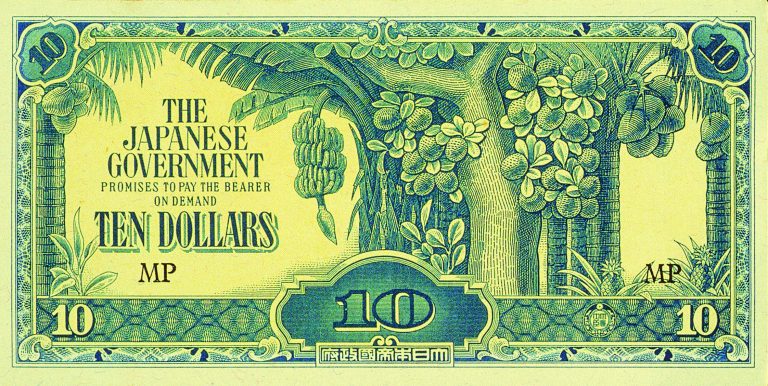 10 10
THE
JAPANESE
GOVERNMENT
PROMISES TO PAY THE BEARER
ON DEMAND
TEN DOLLARS
MP MP
10 10 10
大日本帝國政府